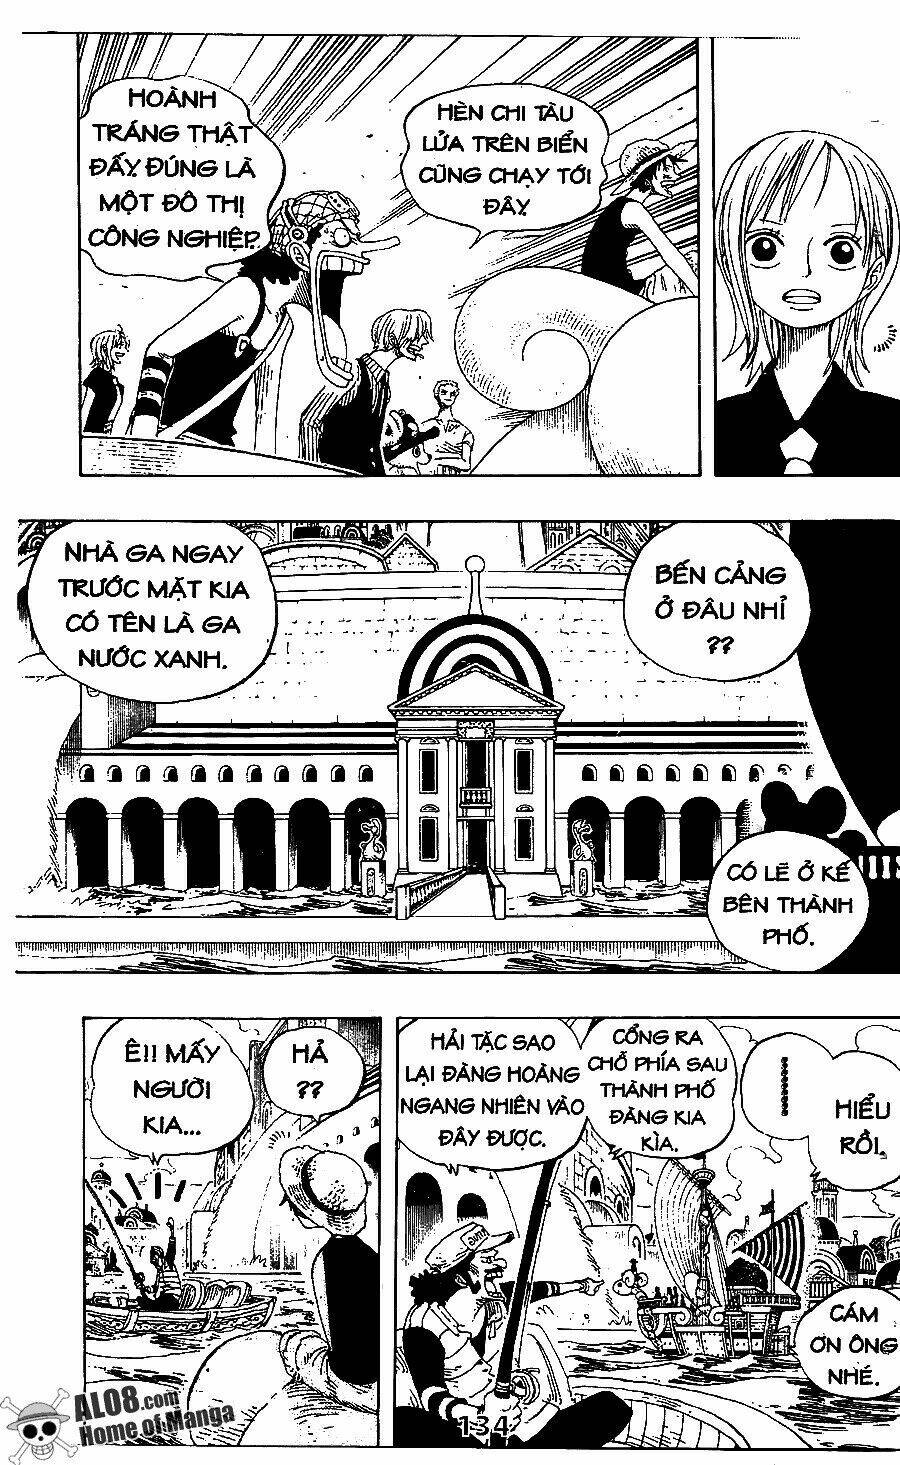 HÈN CHI TÀU
LỬA TRÊN BIỂN
CŨNG CHẠY TỚI
ĐÂY.
HOÀNH
TRÁNG THẬT
ĐẤY. ĐÚNG LÀ
MỘT ĐÔ THỊ
CÔNG NGHIỆP.
BẾN CẢNG
Ở ĐÂU NHỈ
??
NHÀ GA NGAY
TRƯỚC MẶT KIA
CÓ TÊN LÀ GA
NƯỚC XANH.
CÓ LẼ Ở KẾ
BÊN THÀNH
PHỐ.
HẢ
??
Ê!! MẤY
NGƯỜI
KIA...
HIỂU
RỒI.
CỔNG RA
CHỔ PHÍA SAU
THÀNH PHỐ
ĐẰNG KIA
KÌA.
HẢI TẶC SAO
LẠI ĐÀNG HOÀNG
NGANG NHIÊN VÀO
ĐÂY ĐƯỢC.
CÁM
ƠN ÔNG
NHÉ.
AL08.com
Home of Manga
134